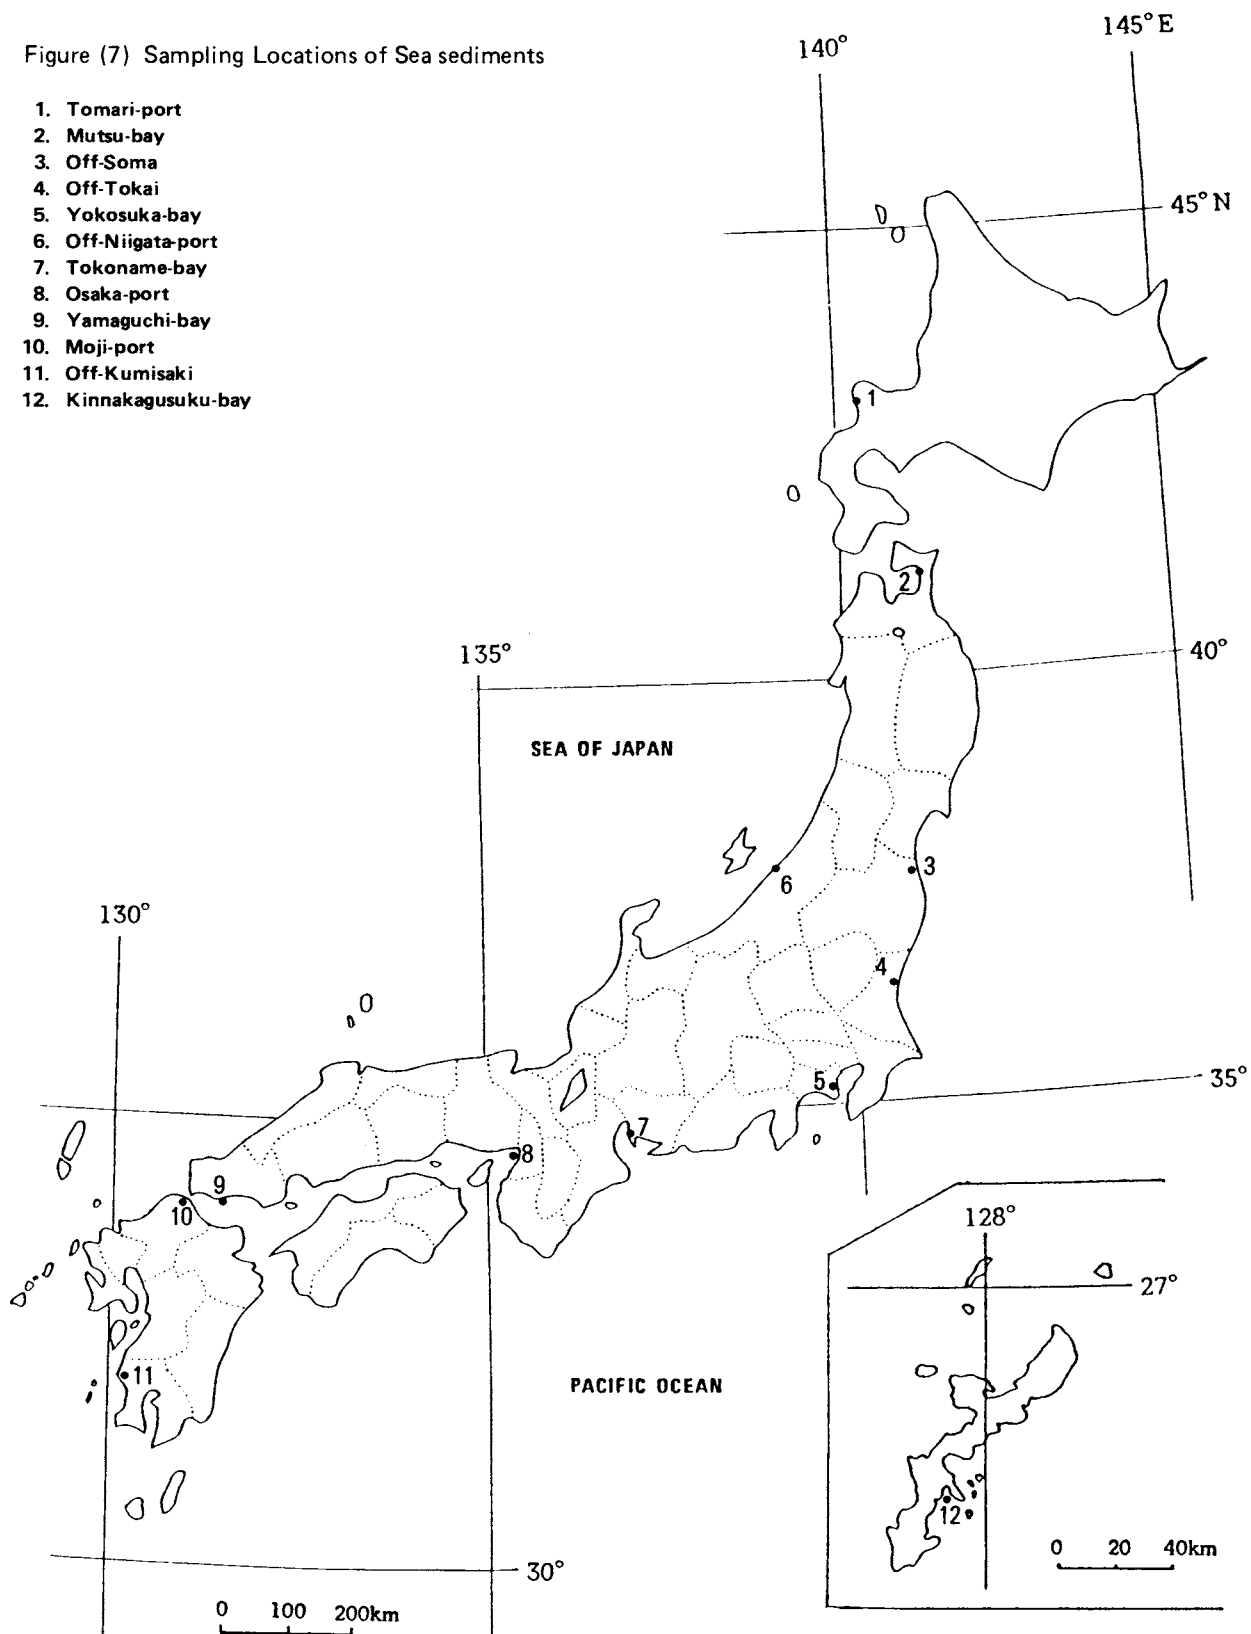 Figure (7) Sampling Locations of Sea sediments
1. Tomari-port
2. Mutsu-bay
3. Off-Soma
4. Off-Tokai
5. Yokosuka-bay
6. Off-Niigata-port
7. Tokoname-bay
8. Osaka-port
9. Yamaguchi-bay
10. Moji-port
11. Off-Kumisaki
12. Kinnakagusuku-bay
145° E
140°
45° N
1
2
40°
135°
SEA OF JAPAN
3
6
130°
4
35°
5
7
8
9
10
128°
27°
11
PACIFIC OCEAN
12
0 20 40km
30°
0 100 200km